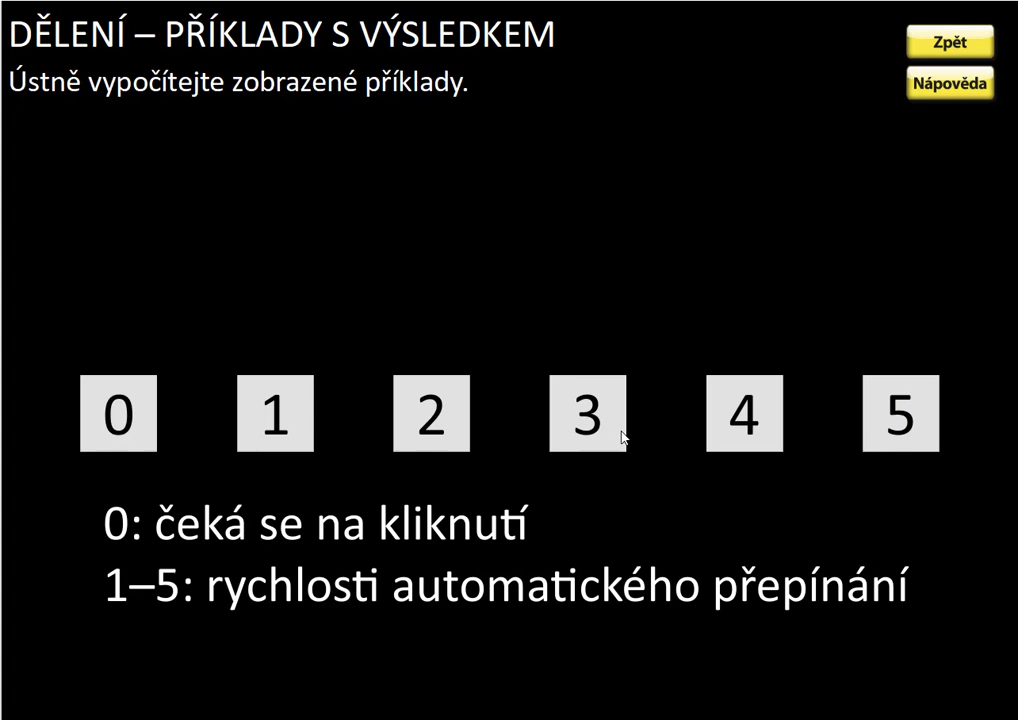 DĚLENÍ – PŘÍKLADY S VÝSLEDKEM
Zpět
Ústně vypočítejte zobrazené příklady.
Nápověda
0 1 2 3 4 5
0: čeká se na kliknutí
1–5: rychlosti automatického přepínání